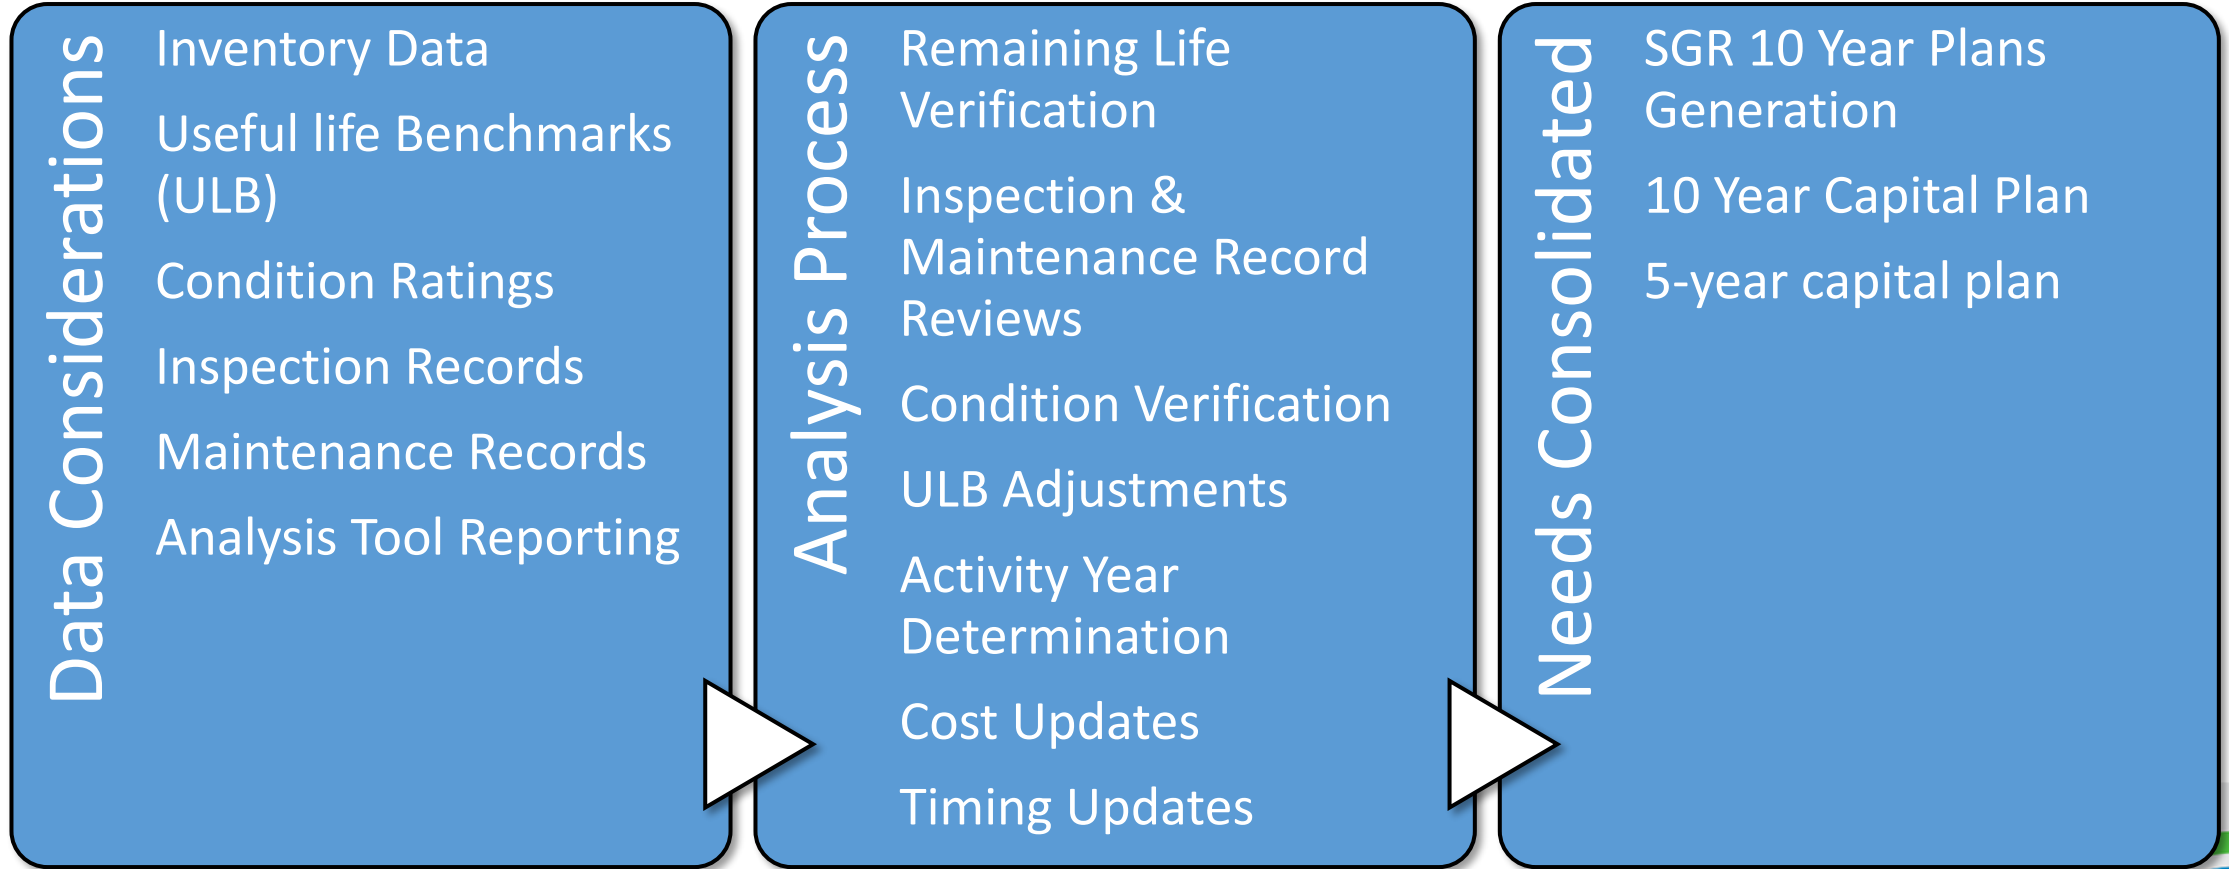 Data Considerations
Inventory Data
Useful life Benchmarks
(ULB)
Condition Ratings
Inspection Records
Maintenance Records
Analysis Tool Reporting
Analysis Process
Remaining Life
Verification
Inspection &
Maintenance Record
Reviews
Condition Verification
ULB Adjustments
Activity Year
Determination
Cost Updates
Timing Updates
Needs Consolidated
SGR 10 Year Plans
Generation
10 Year Capital Plan
5-year capital plan